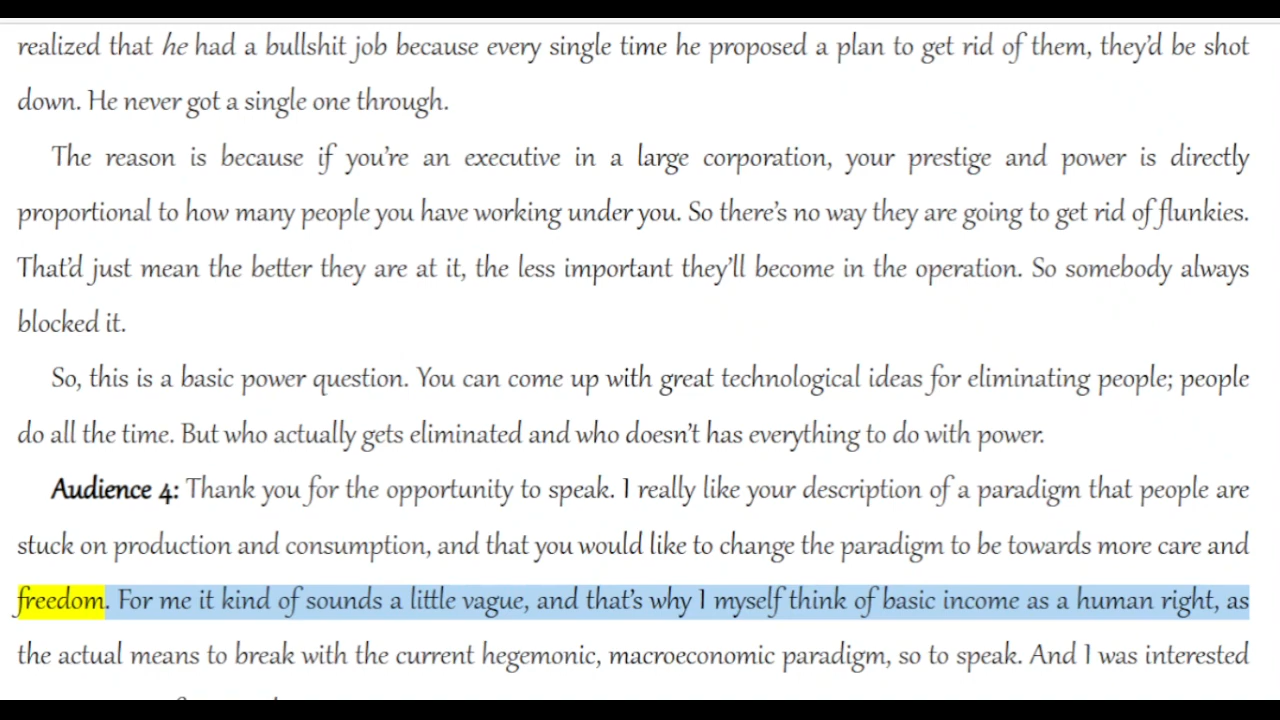 realized that he had a bullshit job because every single time he proposed a plan to get rid of them, they'd be shot
down. He never got a single one through.
The reason is because if you're an executive in a large corporation, your prestige and power is directly
proportional to how many people you have working under you. So there's no way they are going to get rid of flunkies.
That'd just mean the better they are at it, the less important they'll become in the operation. So somebody always
blocked it.
So, this is a basic power question. You can come up with great technological ideas for eliminating people; people
do all the time. But who actually gets eliminated and who doesn't has everything to do with power.
Audience 4: Thank you for the opportunity to speak. I really like your description of a paradigm that people are
stuck on production and consumption, and that you would like to change the paradigm to be towards more care and
freedom. For me it kind of sounds a little vague, and that's why I myself think of basic income as a human right, as
the actual means to break with the current hegemonic, macroeconomic paradigm, so to speak. And I was interested